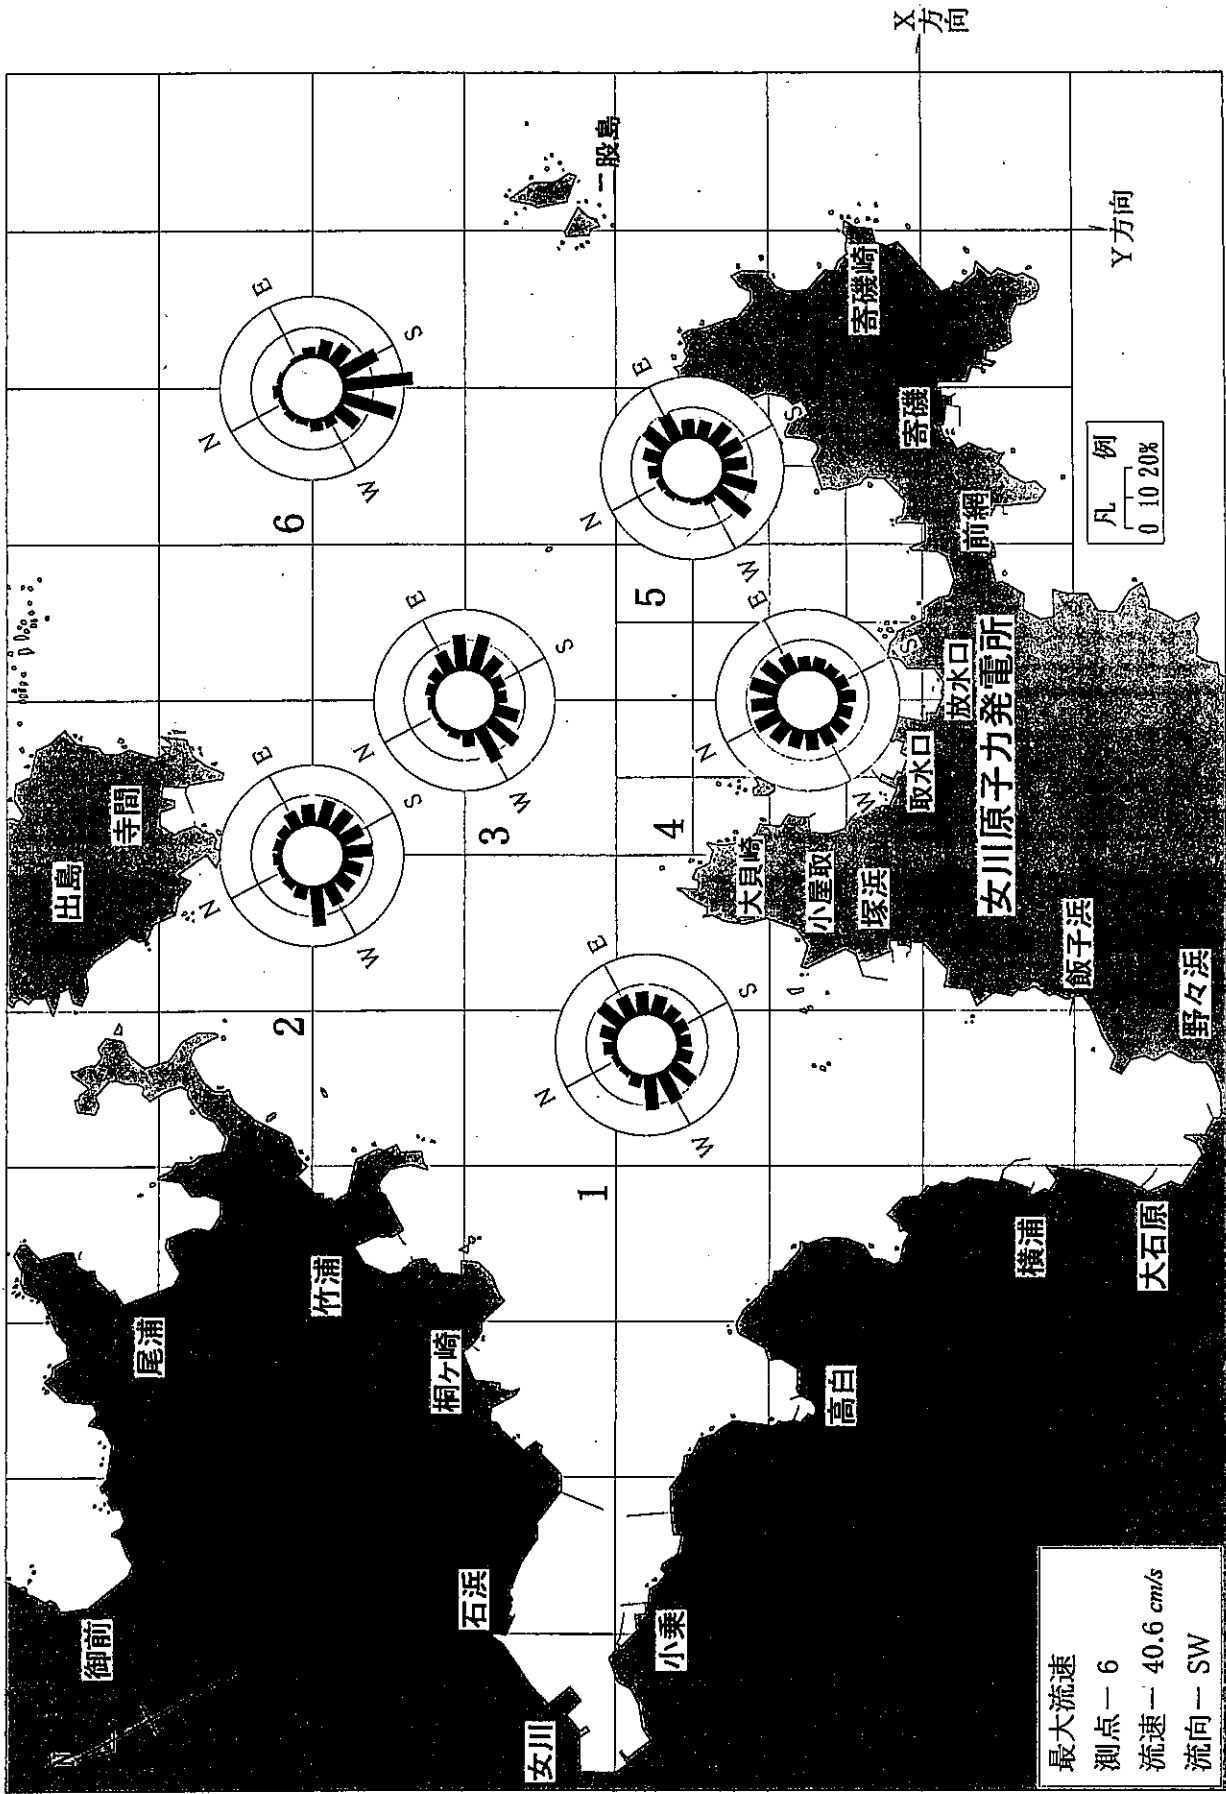 X方向
Y方向
二股島
寄磯崎
寄磯
前網
凡 例
0 10 20%
放水口
女川原子力発電所
取水口
大貝崎
小屋取
塚浜
飯子浜
野々浜
出島
寺間
尾浦
竹浦
桐ケ崎
御前
石浜
女川
小乗
高白
横浦
大石原
1
N
E
S
W
2
N
E
S
W
3
N
E
S
W
4
N
E
S
W
5
N
E
S
W
6
N
E
S
W
N
最大流速
測点－6
流速－40.6 cm/s
流向－SW